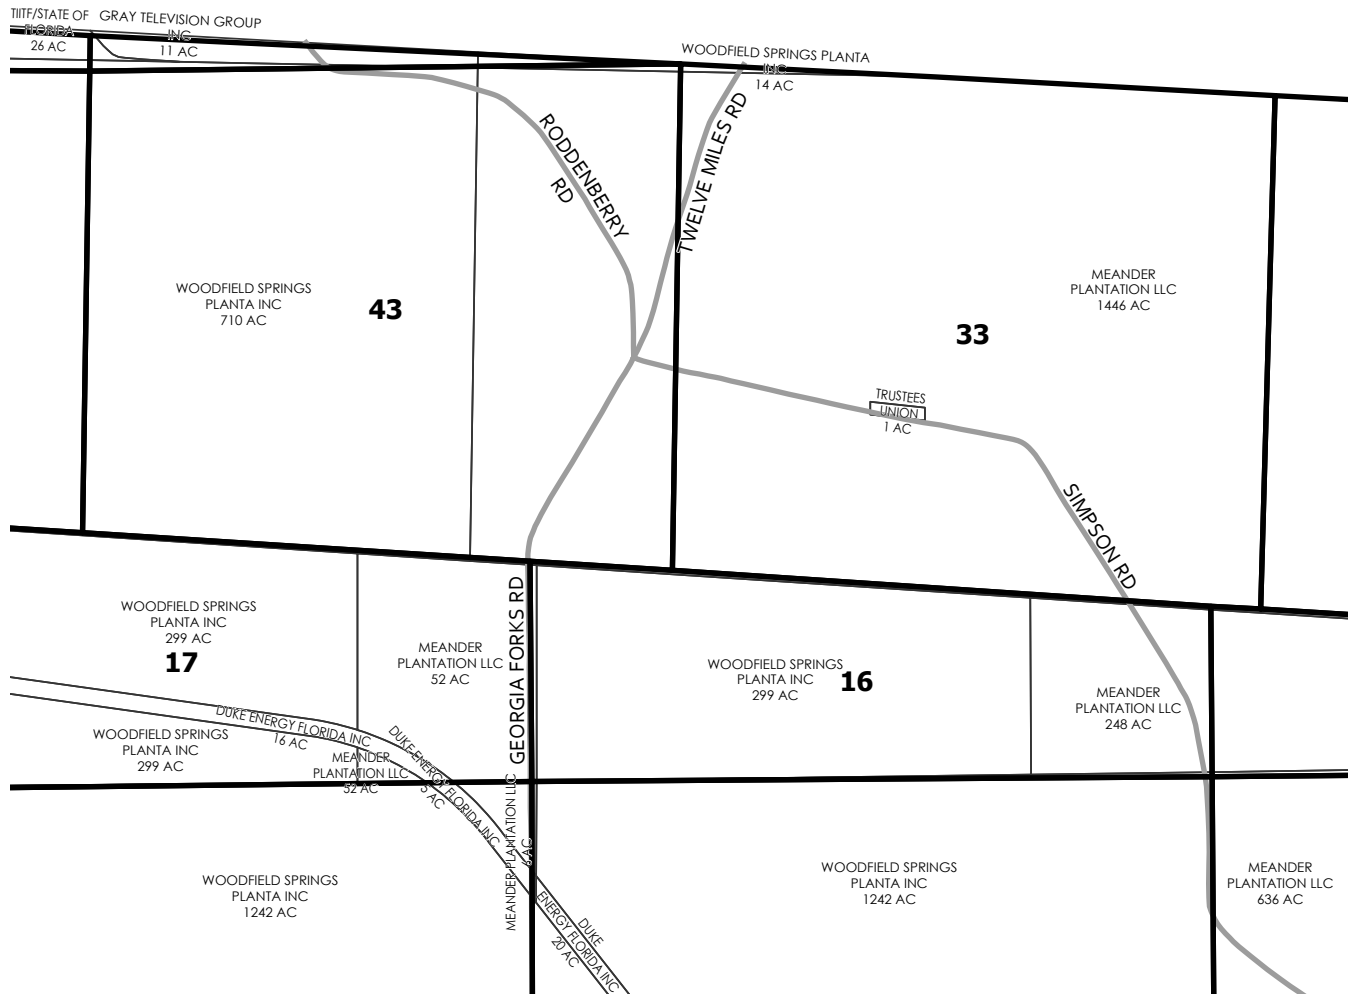 TIITF/STATE OF
FLORIDA
26 AC
GRAY TELEVISION GROUP
INC
11 AC
WOODFIELD SPRINGS PLANTA
INC
14 AC
RODDENBERRY
RD
TWELVE MILES RD
WOODFIELD SPRINGS
PLANTA INC
710 AC
43
33
MEANDER
PLANTATION LLC
1446 AC
TRUSTEES
UNION
1 AC
SIMPSON RD
WOODFIELD SPRINGS
PLANTA INC
299 AC
17
MEANDER
PLANTATION LLC
52 AC
GEORGIA FORKS RD
WOODFIELD SPRINGS
PLANTA INC
299 AC
16
MEANDER
PLANTATION LLC
248 AC
DUKE ENERGY FLORIDA INC
16 AC
WOODFIELD SPRINGS
PLANTA INC
299 AC
MEANDER
PLANTATION LLC
52 AC
DUKE ENERGY FLORIDA INC
5 AC
MEANDER PLANTATION LLC
6 AC
WOODFIELD SPRINGS
PLANTA INC
1242 AC
WOODFIELD SPRINGS
PLANTA INC
1242 AC
MEANDER
PLANTATION LLC
636 AC
DUKE
ENERGY FLORIDA INC
20 AC